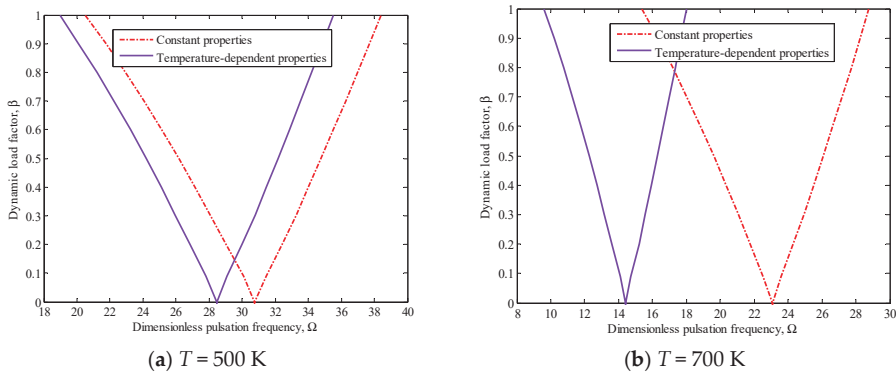 1
0.9
0.8
0.7
0.6
0.5
0.4
0.3
0.2
0.1
0
Dynamic load factor, β
Constant properties
Temperature-dependent properties
18 20 22 24 26 28 30 32 34 36 38 40
Dimensionless pulsation frequency, Ω
(a) T = 500 K
1
0.9
0.8
0.7
0.6
0.5
0.4
0.3
0.2
0.1
0
Dynamic load factor, β
Constant properties
Temperature-dependent properties
8 10 12 14 16 18 20 22 24 26 28 30
Dimensionless pulsation frequency, Ω
(b) T = 700 K